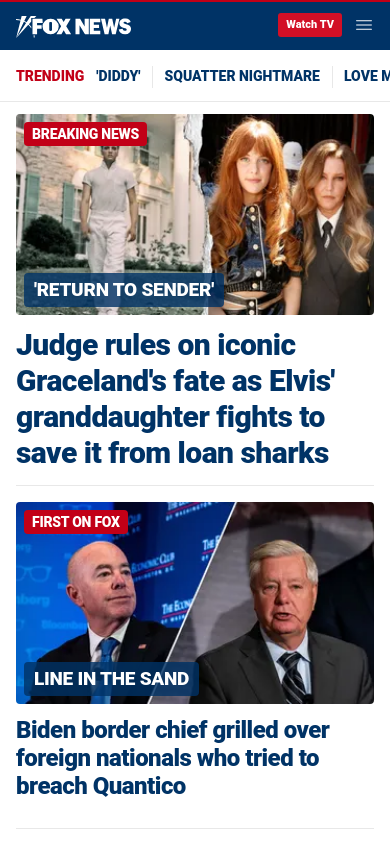 FOX NEWS
Watch TV
TRENDING 'DIDDY' SQUATTER NIGHTMARE LOVE M
BREAKING NEWS
'RETURN TO SENDER'
Judge rules on iconic
Graceland's fate as Elvis'
granddaughter fights to
save it from loan sharks
FIRST ON FOX
LINE IN THE SAND
Biden border chief grilled over
foreign nationals who tried to
breach Quantico